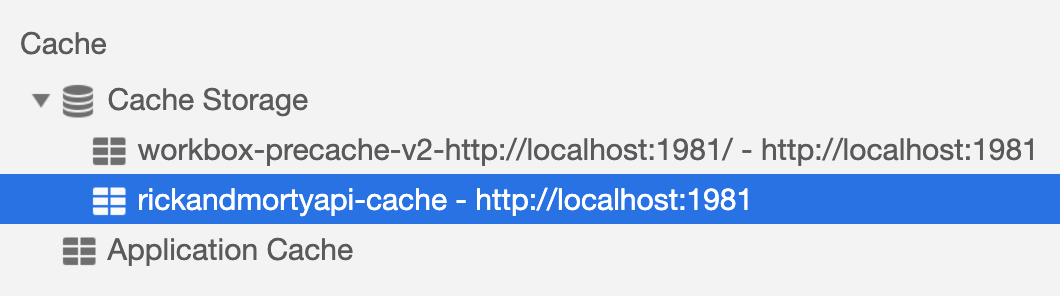 Cache
Cache Storage
workbox-precache-v2-http://localhost:1981/ - http://localhost:1981
rickandmortyapi-cache - http://localhost:1981
Application Cache